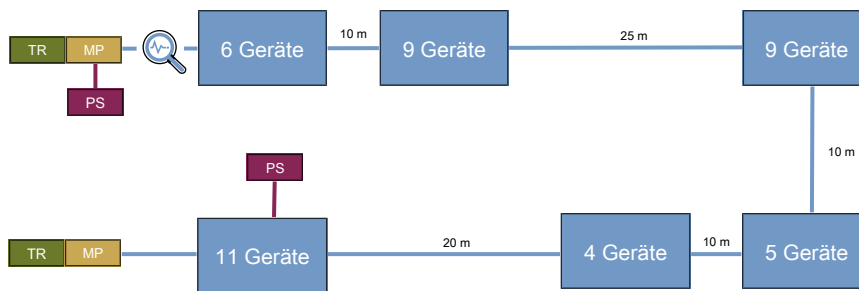 TR MP 6 Geräte 10 m 9 Geräte 25 m 9 Geräte
PS
10 m
PS
TR MP 11 Geräte 20 m 4 Geräte 10 m 5 Geräte